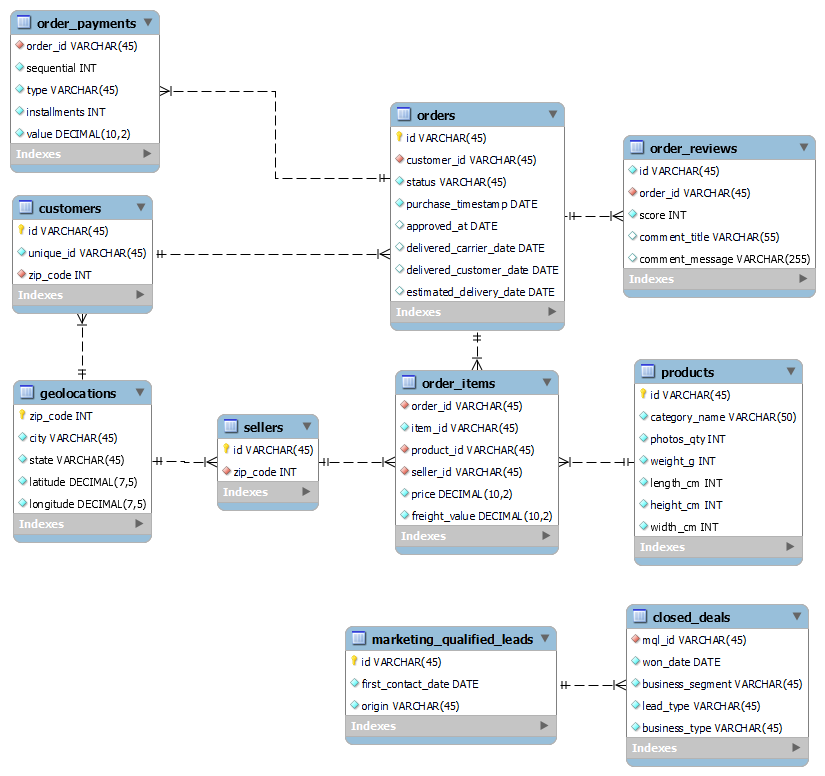 order_payments
order_id VARCHAR(45)
sequential INT
type VARCHAR(45)
installments INT
value DECIMAL(10,2)
Indexes
orders
id VARCHAR(45)
customer_id VARCHAR(45)
status VARCHAR(45)
purchase_timestamp DATE
approved_at DATE
delivered_carrier_date DATE
delivered_customer_date DATE
estimated_delivery_date DATE
Indexes
order_reviews
id VARCHAR(45)
order_id VARCHAR(45)
score INT
comment_title VARCHAR(55)
comment_message VARCHAR(255)
Indexes
customers
id VARCHAR(45)
unique_id VARCHAR(45)
zip_code INT
Indexes
geolocations
zip_code INT
city VARCHAR(45)
state VARCHAR(45)
latitude DECIMAL(7,5)
longitude DECIMAL(7,5)
Indexes
sellers
id VARCHAR(45)
zip_code INT
Indexes
order_items
order_id VARCHAR(45)
item_id VARCHAR(45)
product_id VARCHAR(45)
seller_id VARCHAR(45)
price DECIMAL(10,2)
freight_value DECIMAL(10,2)
Indexes
products
id VARCHAR(45)
category_name VARCHAR(50)
photos_qty INT
weight_g INT
length_cm INT
height_cm INT
width_cm INT
Indexes
marketing_qualified_leads
id VARCHAR(45)
first_contact_date DATE
origin VARCHAR(45)
Indexes
closed_deals
mql_id VARCHAR(45)
won_date DATE
business_segment VARCHAR(45)
lead_type VARCHAR(45)
business_type VARCHAR(45)
Indexes